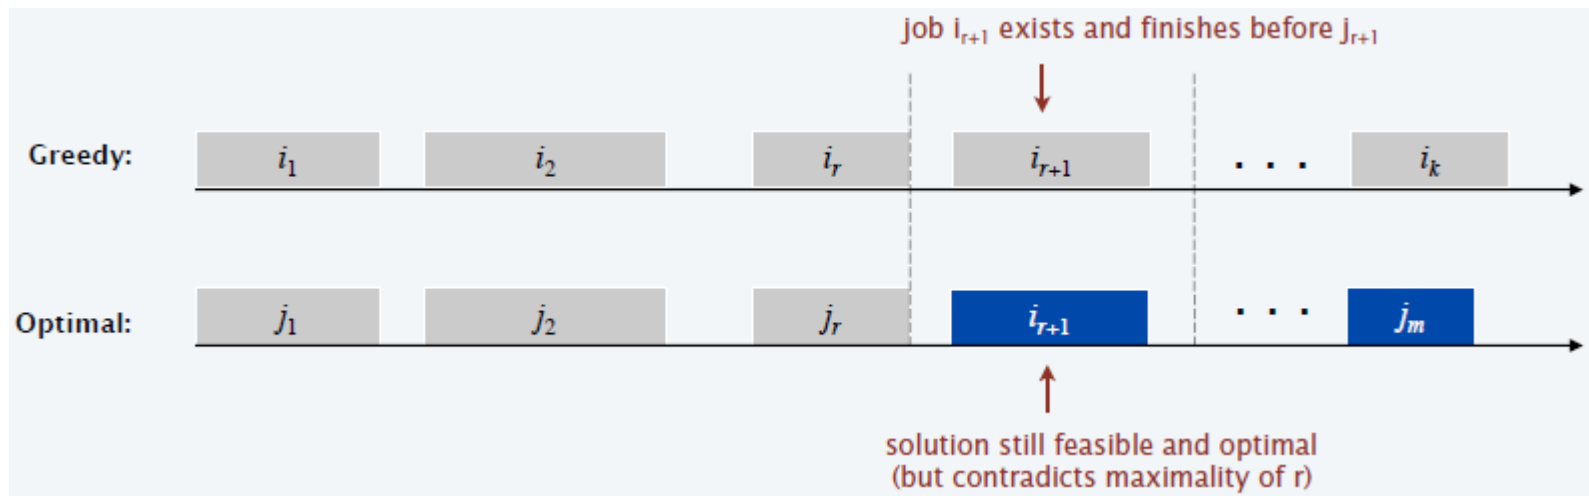 job i_{r+1} exists and finishes before j_{r+1}
Greedy: i_1 i_2 i_r i_{r+1} . . . i_k
Optimal: j_1 j_2 j_r i_{r+1} . . . j_m
solution still feasible and optimal
(but contradicts maximality of r)